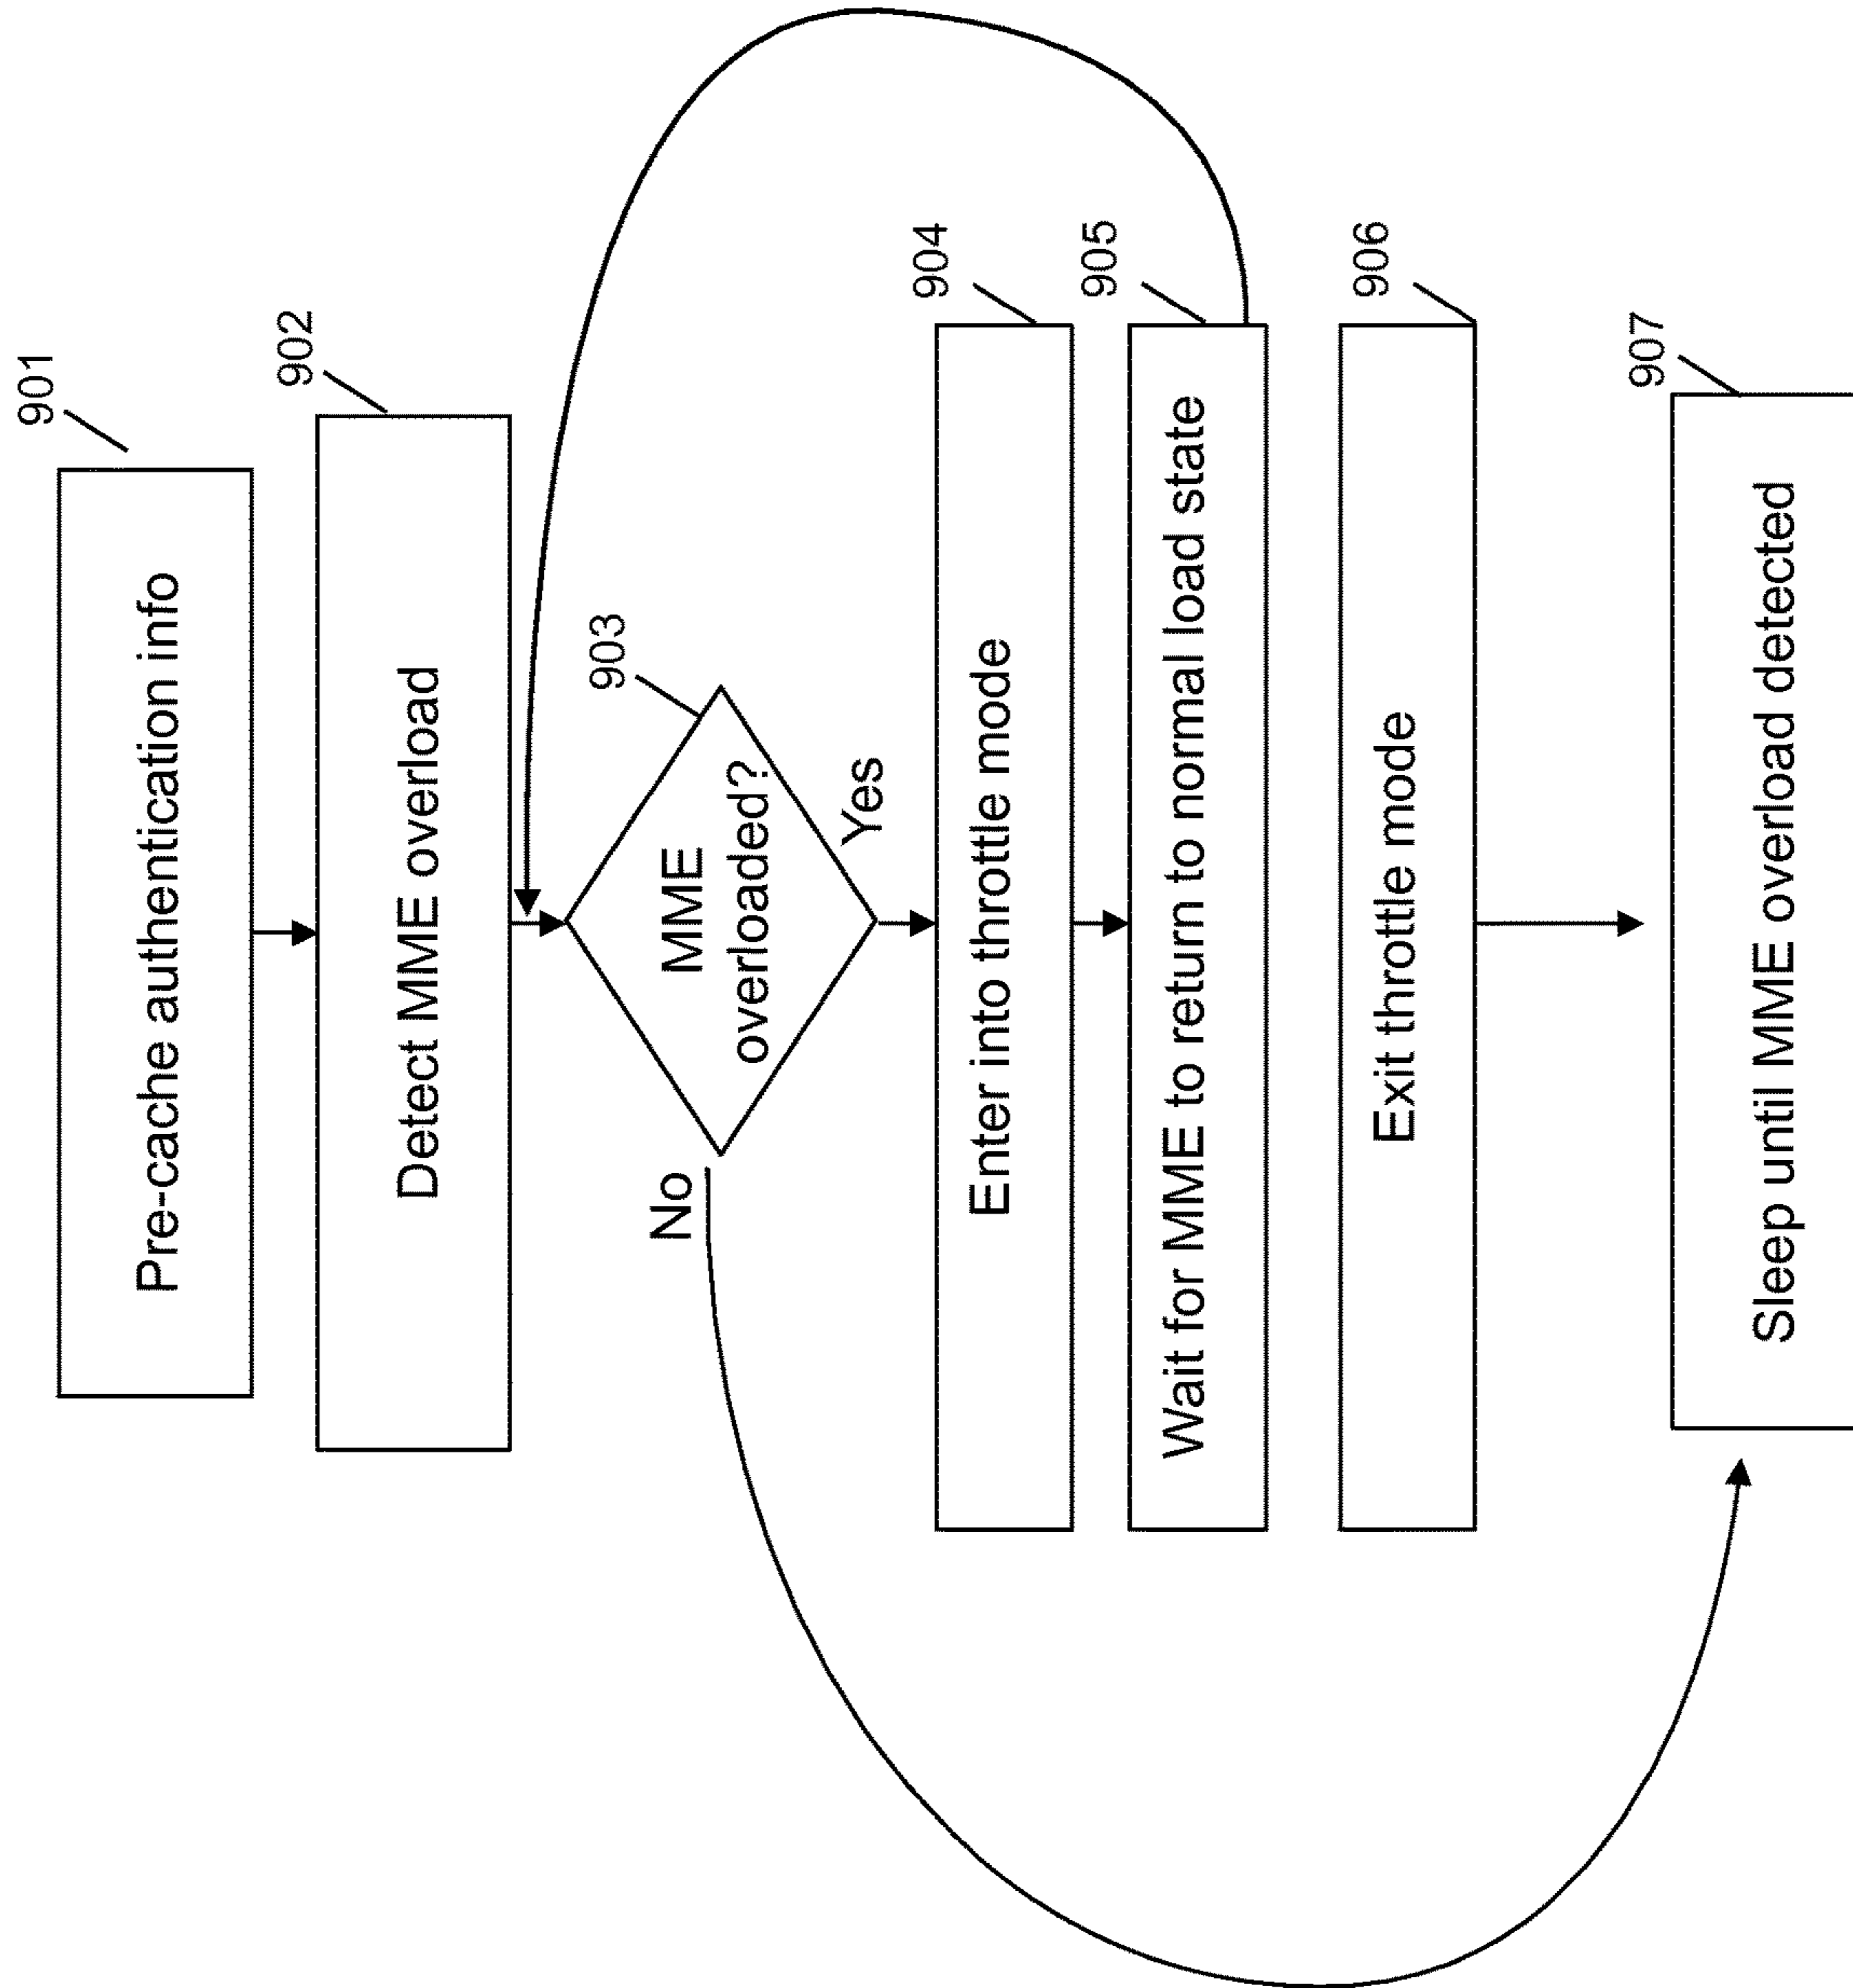 901
Pre-cache authentication info
902
Detect MME overload
903
MME
overloaded?
No
Yes
904
Enter into throttle mode
905
Wait for MME to return to normal load state
906
Exit throttle mode
907
Sleep until MME overload detected